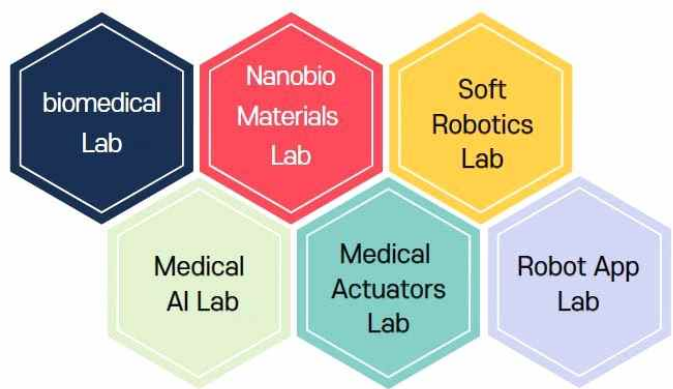 biomedical
Lab
Nanobio
Materials
Lab
Soft
Robotics
Lab
Medical
AI Lab
Medical
Actuators
Lab
Robot App
Lab